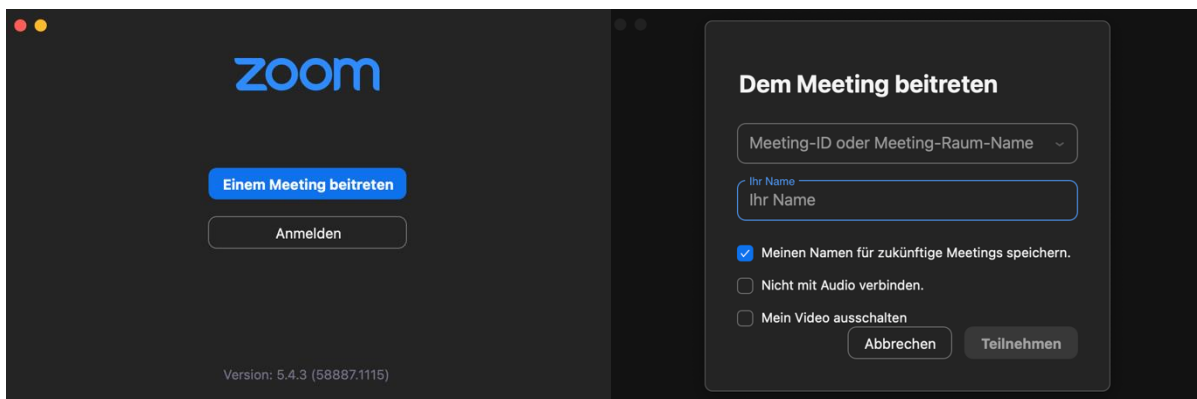 zoom
Einem Meeting beitreten
Anmelden
Version: 5.4.3 (58887.1115)
Dem Meeting beitreten
Meeting-ID oder Meeting-Raum-Name
Ihr Name
Ihr Name
Meinen Namen für zukünftige Meetings speichern.
Nicht mit Audio verbinden.
Mein Video ausschalten
Abbrechen Teilnehmen